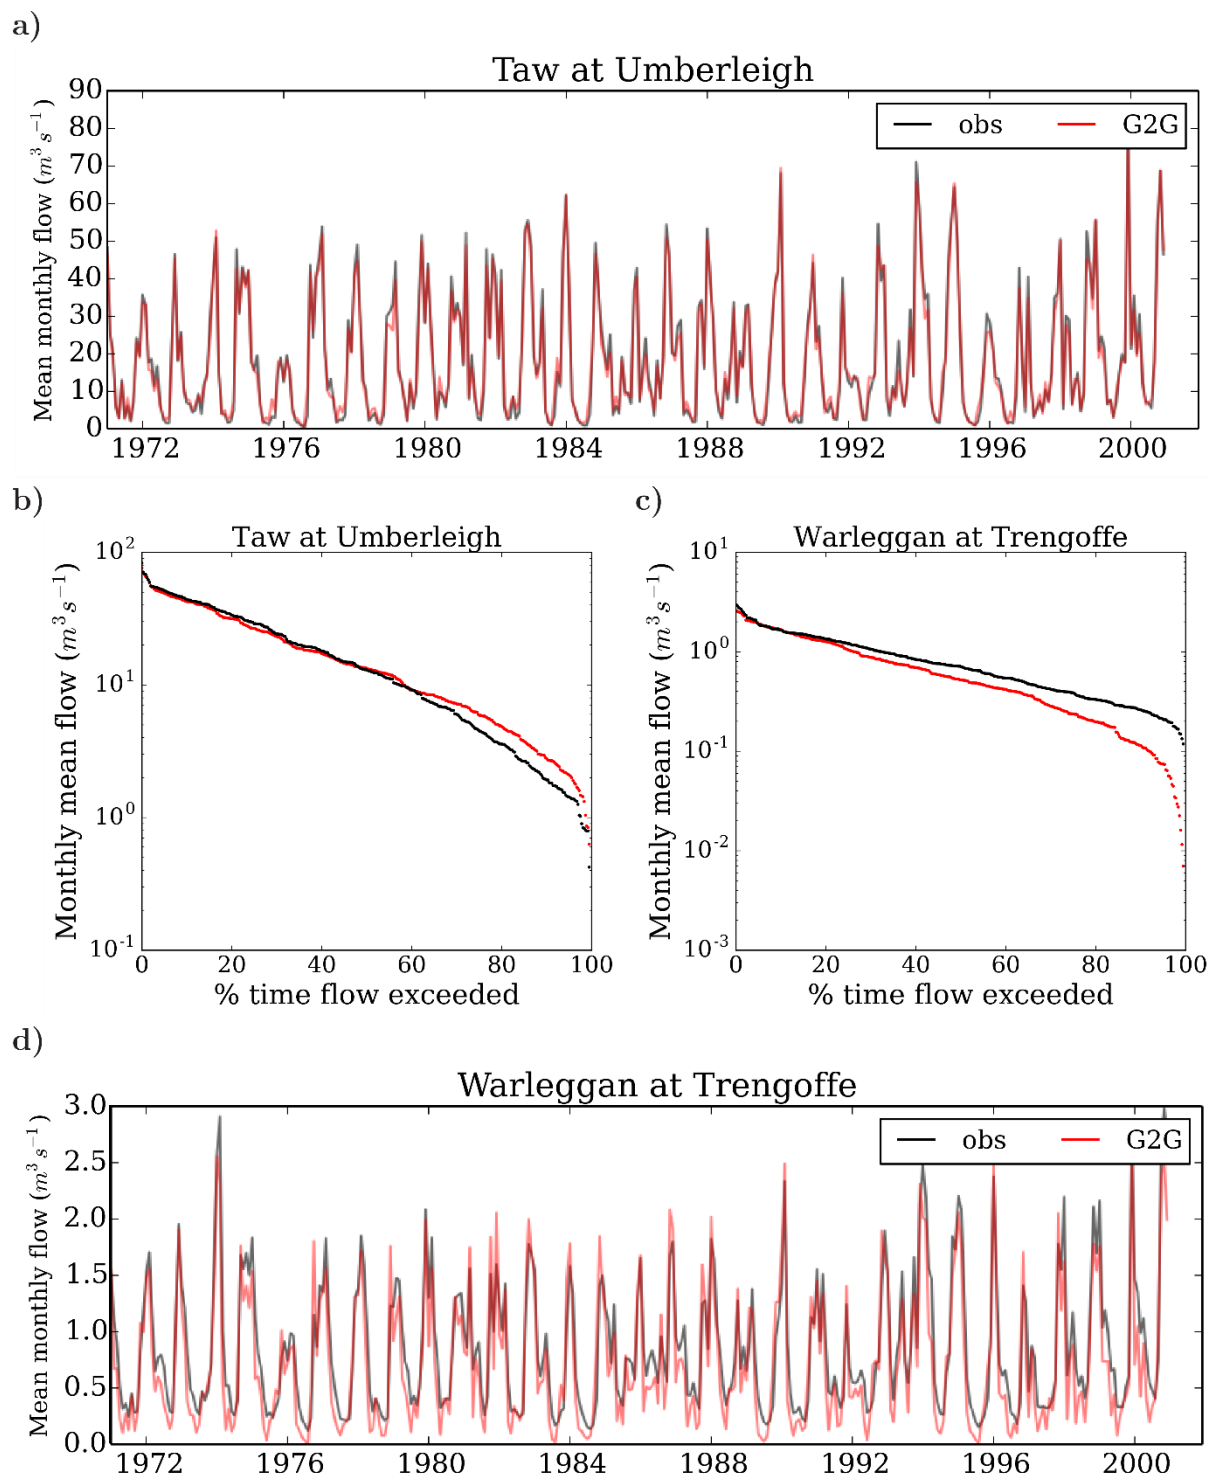 a)
Taw at Umberleigh
Mean monthly flow (m³ s⁻¹)
90
80
70
60
50
40
30
20
10
0
obs G2G
1972 1976 1980 1984 1988 1992 1996 2000
b)
Taw at Umberleigh
Monthly mean flow (m³s⁻¹)
10²
10¹
10⁰
10⁻¹
0 20 40 60 80 100
% time flow exceeded
c)
Warleggan at Trengoffe
Monthly mean flow (m³s⁻¹)
10¹
10⁰
10⁻¹
10⁻²
10⁻³
0 20 40 60 80 100
% time flow exceeded
d)
Warleggan at Trengoffe
Mean monthly flow (m³ s⁻¹)
3.0
2.5
2.0
1.5
1.0
0.5
0.0
obs G2G
1972 1976 1980 1984 1988 1992 1996 2000